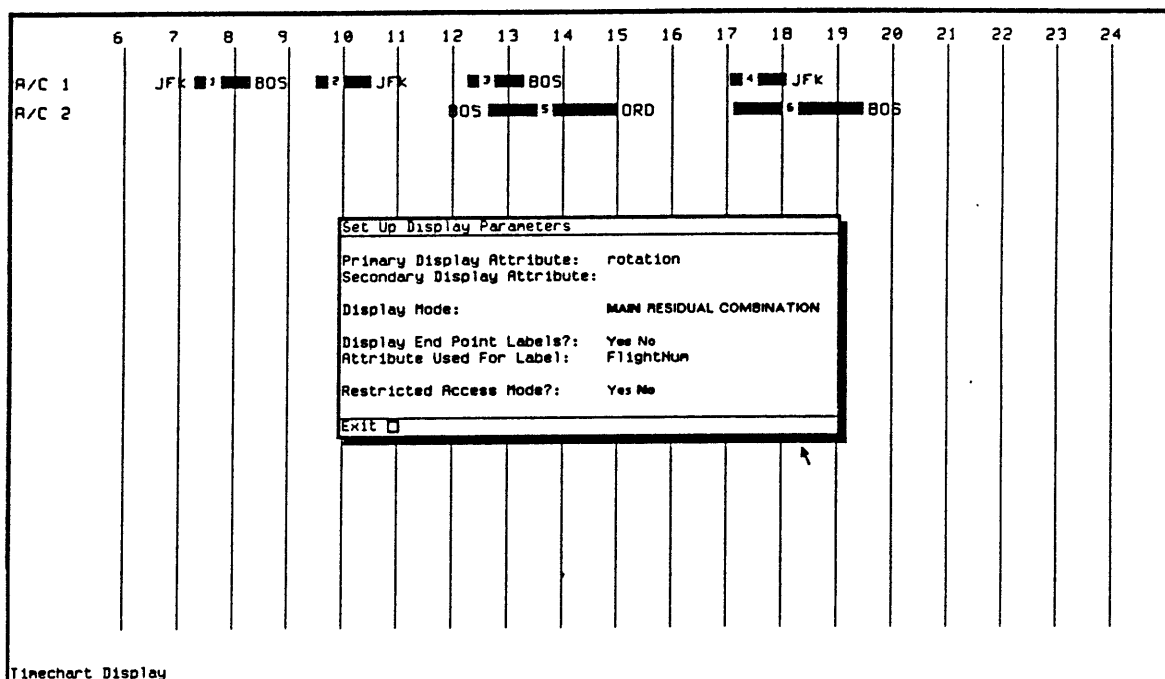 6 7 8 9 10 11 12 13 14 15 16 17 18 19 20 21 22 23 24
A/C 1 JFK 1 BOS 2 JFK 3 BOS 4 JFK
A/C 2 BOS 5 ORD 6 BOS
Set Up Display Parameters
Primary Display Attribute: rotation
Secondary Display Attribute:
Display Mode: MAIN RESIDUAL COMBINATION
Display End Point Labels?: Yes No
Attribute Used For Label: FlightNum
Restricted Access Mode?: Yes No
Exit
Timechart Display